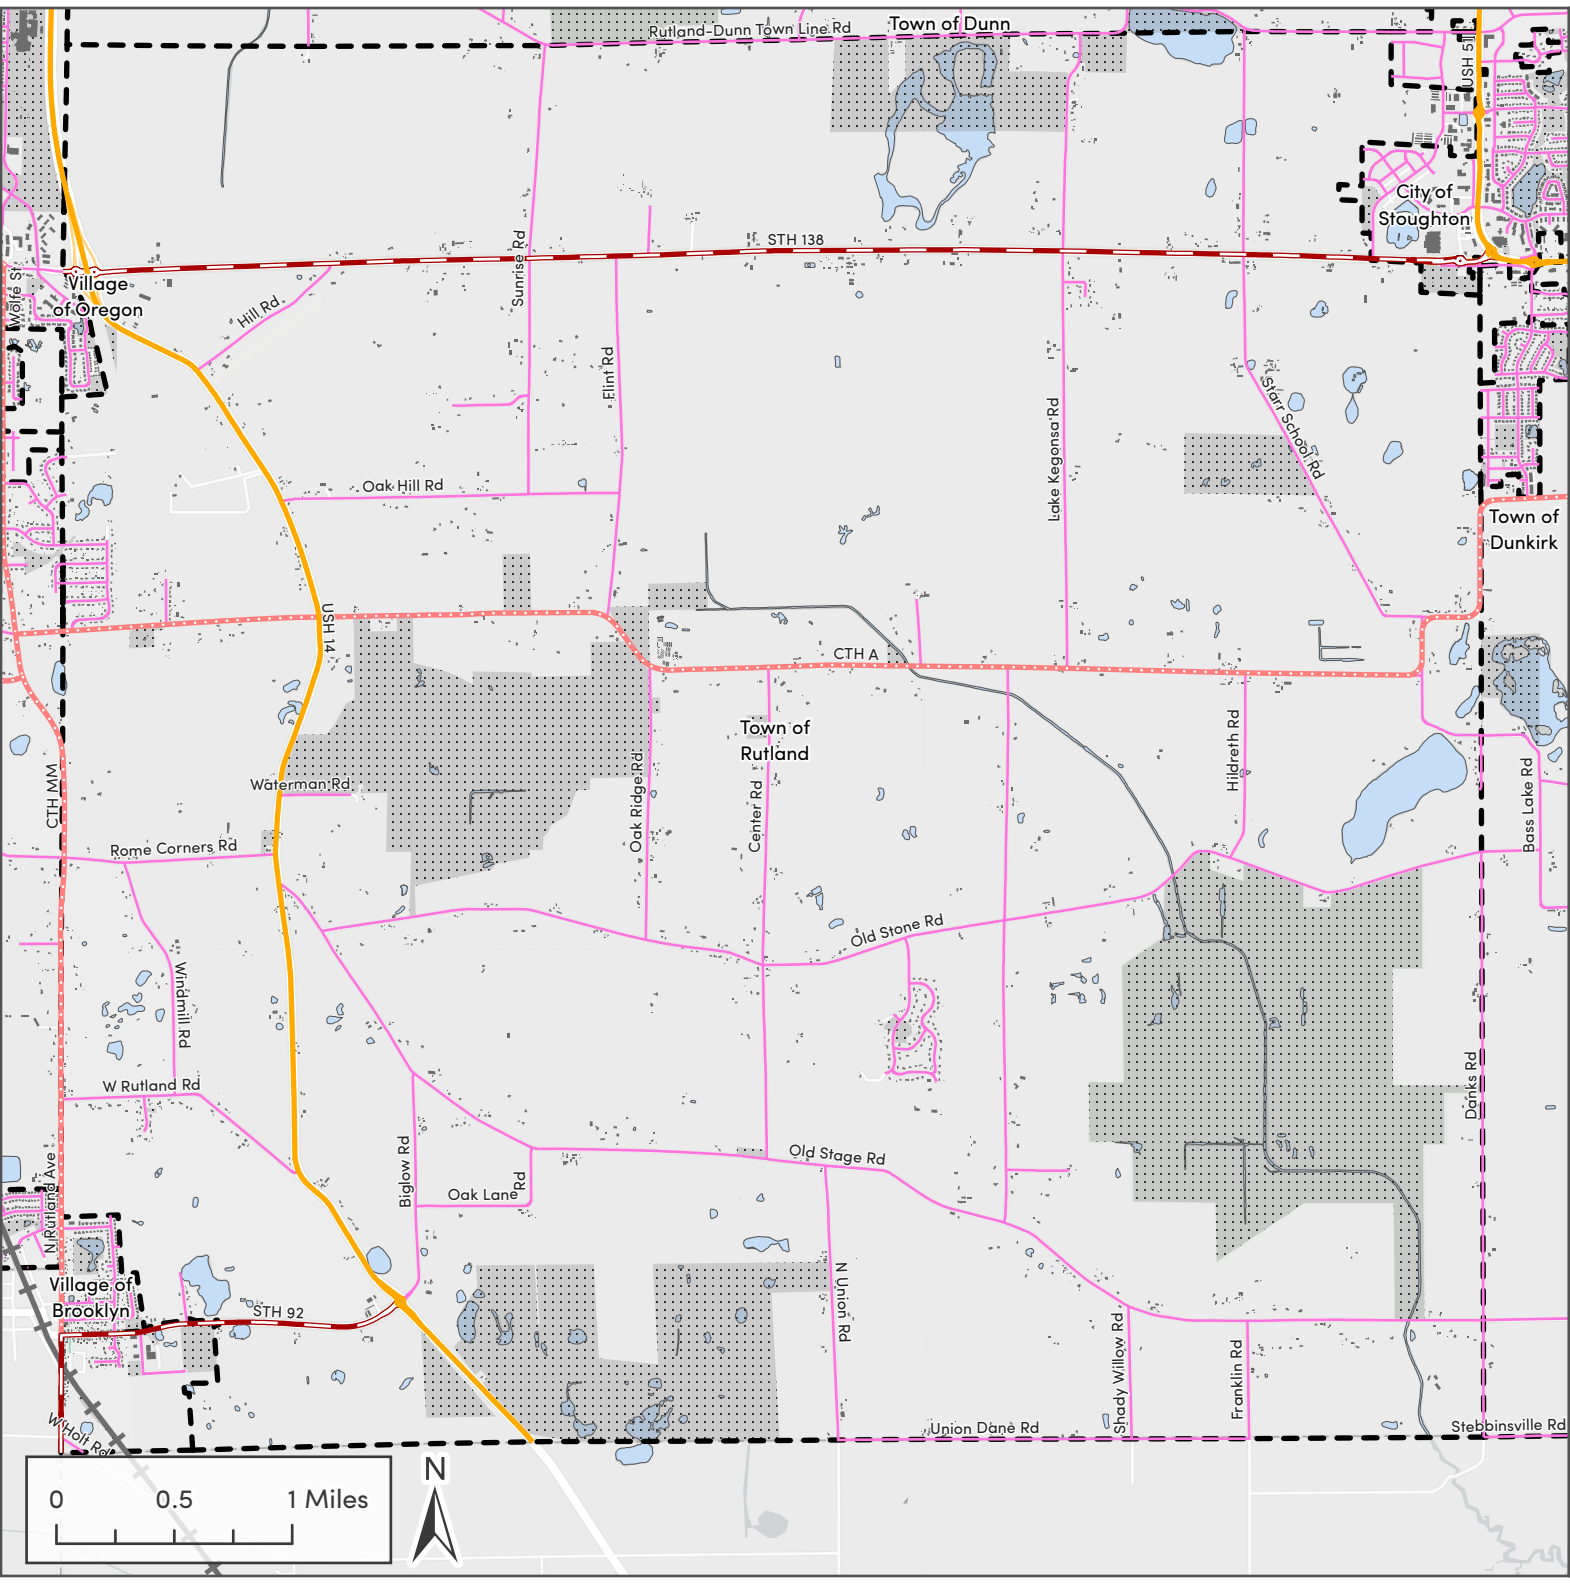 Town of Dunn
Rutland-Dunn Town Line Rd
USH 51
City of
Stoughton
STH 138
Sunrise Rd
Wolfe St
Village
of Oregon
Hill Rd
Flint Rd
Lake Kegonsa Rd
Starr School Rd
Oak Hill Rd
Town of
Dunkirk
USH 14
CTH A
Town of
Rutland
Hildreth Rd
Bass Lake Rd
CTH MM
Waterman Rd
Oak Ridge Rd
Center Rd
Rome Corners Rd
Old Stone Rd
Windmill Rd
W Rutland Rd
Danks Rd
N Rutland Ave
Biglow Rd
Old Stage Rd
Oak Lane Rd
N Union Rd
Village of
Brooklyn
STH 92
Shady Willow Rd
Franklin Rd
W Holt Rd
Union Dane Rd
Stebbinsville Rd
N
0 0.5 1 Miles